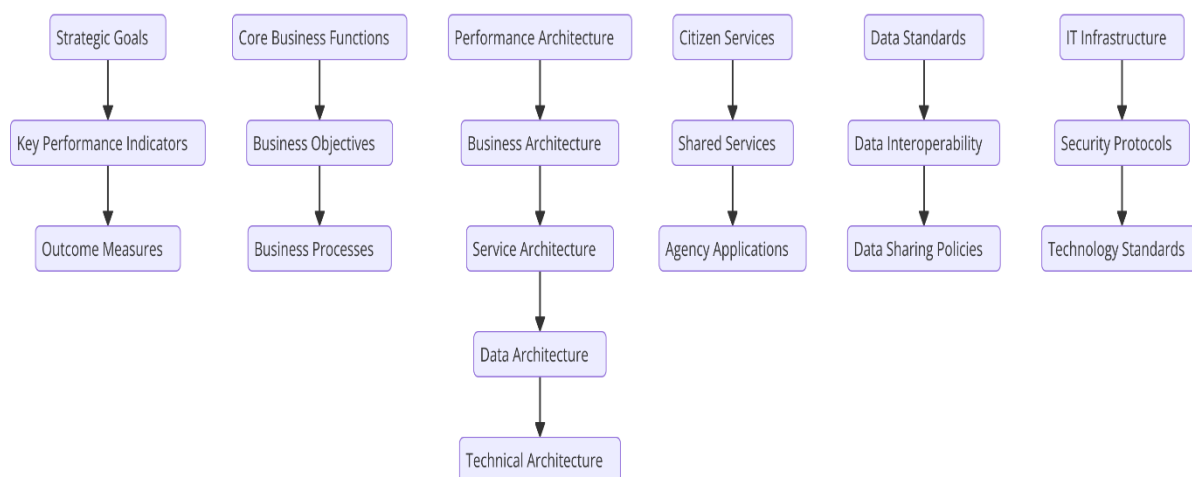 Strategic Goals
Core Business Functions
Performance Architecture
Citizen Services
Data Standards
IT Infrastructure
Key Performance Indicators
Business Objectives
Business Architecture
Shared Services
Data Interoperability
Security Protocols
Outcome Measures
Business Processes
Service Architecture
Agency Applications
Data Sharing Policies
Technology Standards
Data Architecture
Technical Architecture